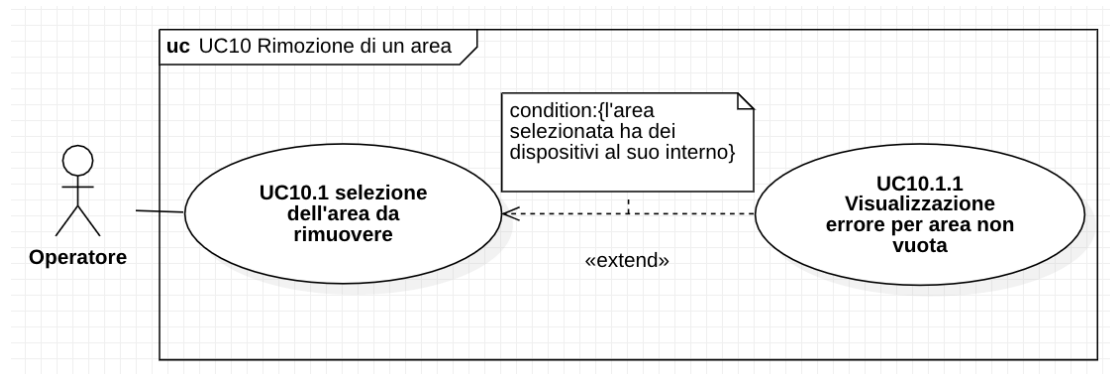 uc UC10 Rimozione di un area
condition:{l'area
selezionata ha dei
dispositivi al suo interno}
UC10.1 selezione
dell'area da
rimuovere
UC10.1.1
Visualizzazione
errore per area non
vuota
Operatore
«extend»